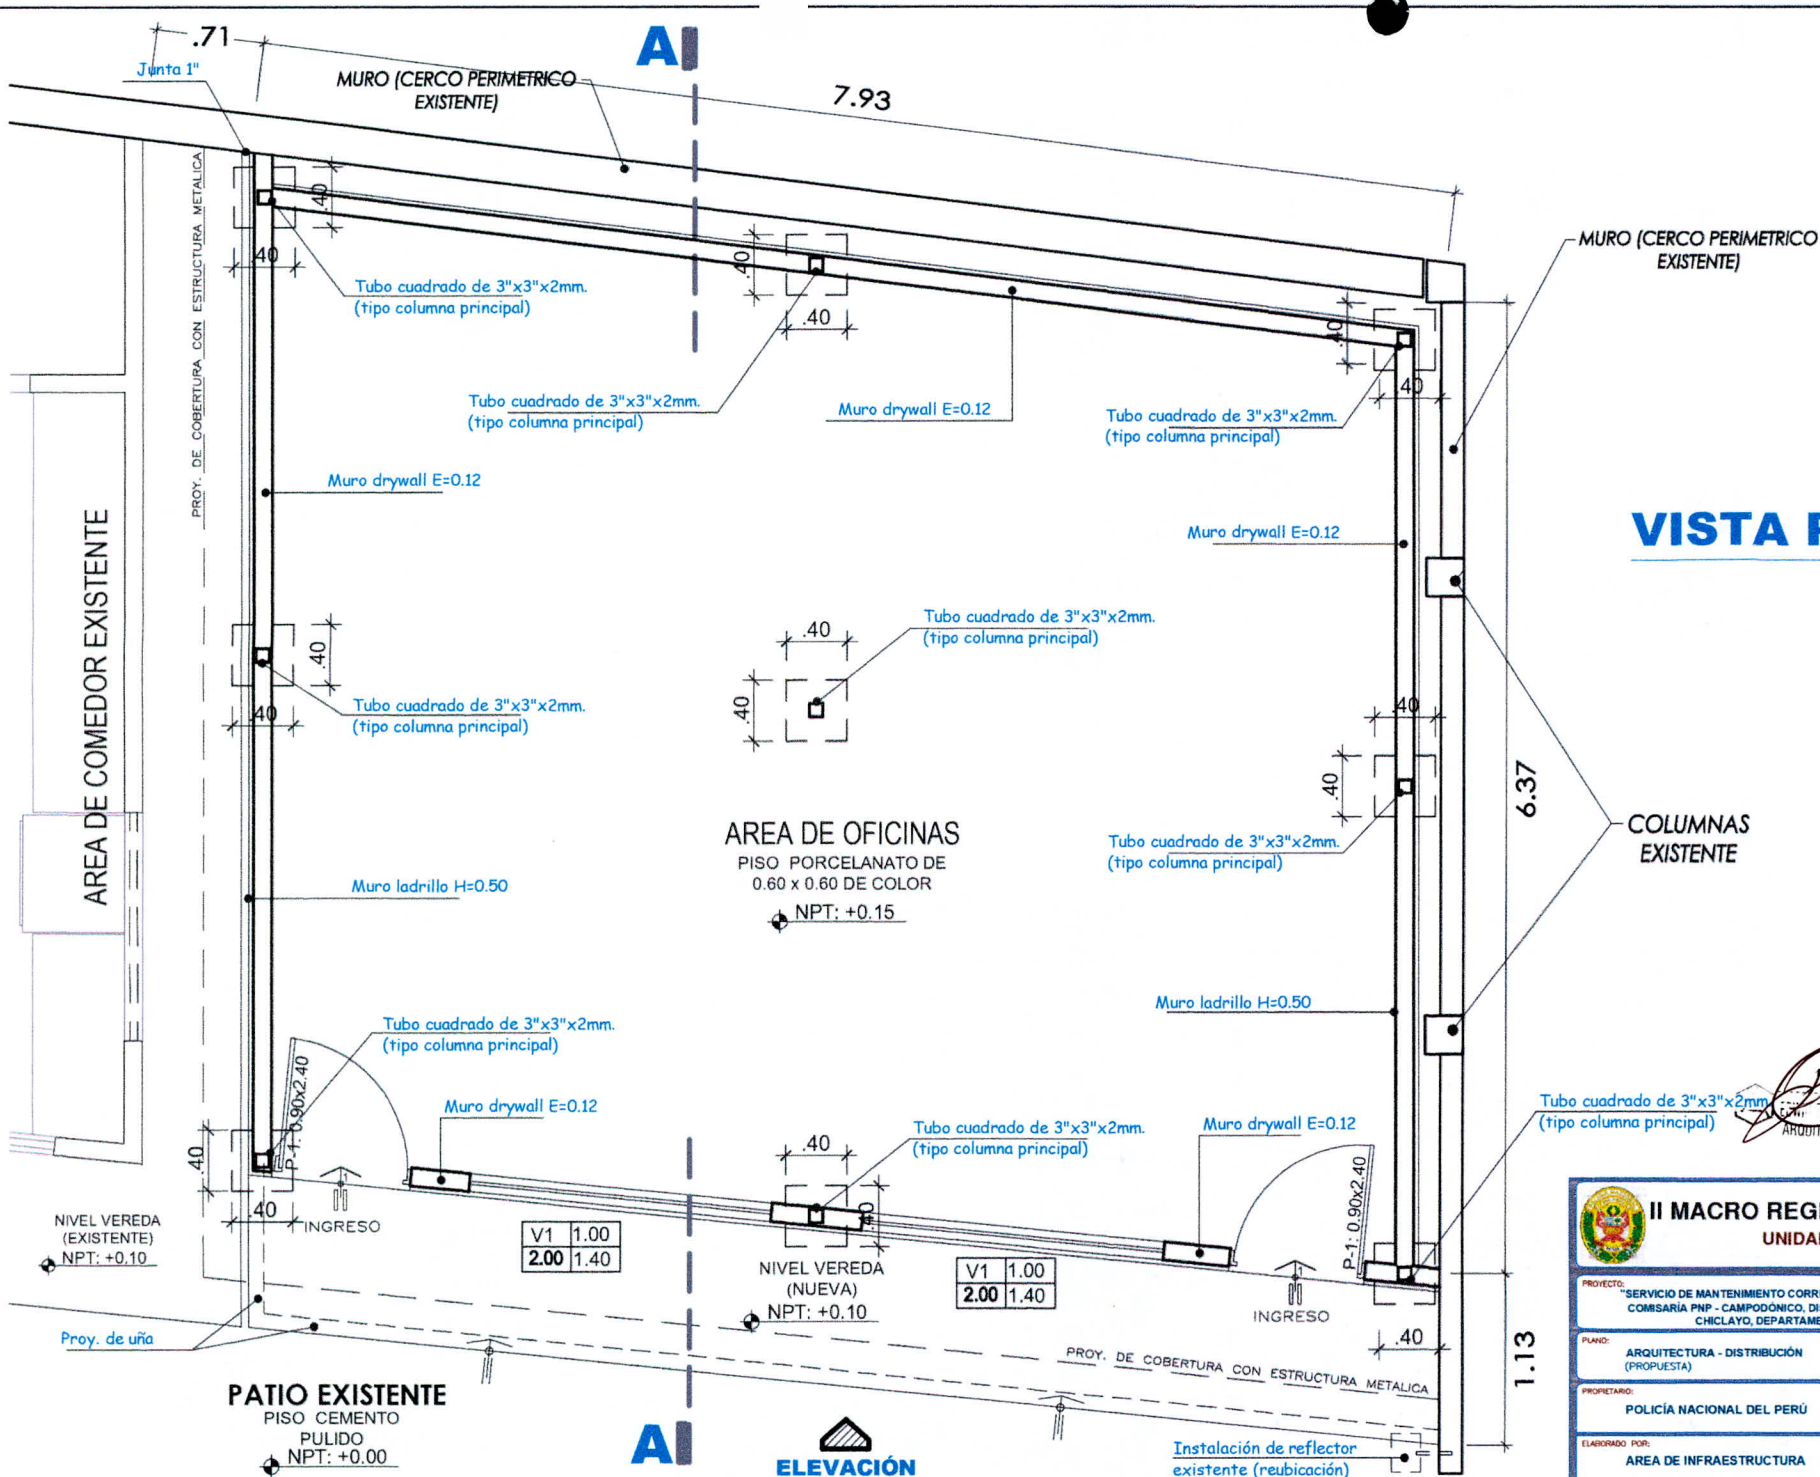 .71
A
Junta 1"
MURO (CERCO PERIMETRICO
EXISTENTE)
7.93
MURO (CERCO PERIMETRICO
EXISTENTE)
PROY. DE COBERTURA CON ESTRUCTURA METALICA
.40
.40
Tubo cuadrado de 3"x3"x2mm.
(tipo columna principal)
.40
.40
Tubo cuadrado de 3"x3"x2mm.
(tipo columna principal)
Muro drywall E=0.12
.40
.40
Tubo cuadrado de 3"x3"x2mm.
(tipo columna principal)
Muro drywall E=0.12
Muro drywall E=0.12
VISTA
AREA DE COMEDOR EXISTENTE
.40
.40
Tubo cuadrado de 3"x3"x2mm.
(tipo columna principal)
.40
.40
Tubo cuadrado de 3"x3"x2mm.
(tipo columna principal)
.40
.40
Tubo cuadrado de 3"x3"x2mm.
(tipo columna principal)
6.37
COLUMNAS
EXISTENTE
AREA DE OFICINAS
PISO PORCELANATO DE
0.60 x 0.60 DE COLOR
NPT: +0.15
Muro ladrillo H=0.50
Muro ladrillo H=0.50
Tubo cuadrado de 3"x3"x2mm.
(tipo columna principal)
P-1: 0.90x2.40
Muro drywall E=0.12
.40
.40
INGRESO
Tubo cuadrado de 3"x3"x2mm.
(tipo columna principal)
.40
.40
Muro drywall E=0.12
P-1: 0.90x2.40
Tubo cuadrado de 3"x3"x2mm
(tipo columna principal)
NIVEL VEREDA
(EXISTENTE)
NPT: +0.10
V1 1.00
2.00 1.40
NIVEL VEREDA
(NUEVA)
NPT: +0.10
V1 1.00
2.00 1.40
INGRESO
.40
1.13
Proy. de uña
PROY. DE COBERTURA CON ESTRUCTURA METALICA
PATIO EXISTENTE
PISO CEMENTO
PULIDO
NPT: +0.00
A
ELEVACIÓN
Instalación de reflector
existente (reubicación)
II MACRO
PROYECTO:
"SERVICIO DE MANTENIMIENTO
COMISARÍA PNP - CAMPODÓNICO,
CHICLAYO,
PLANO:
ARQUITECTURA - DISTRIBUCIÓN
(PROPUESTA)
PROPIETARIO:
POLICÍA NACIONAL DEL PERÚ
ELABORADO POR:
AREA DE INFRAESTRUCTURA